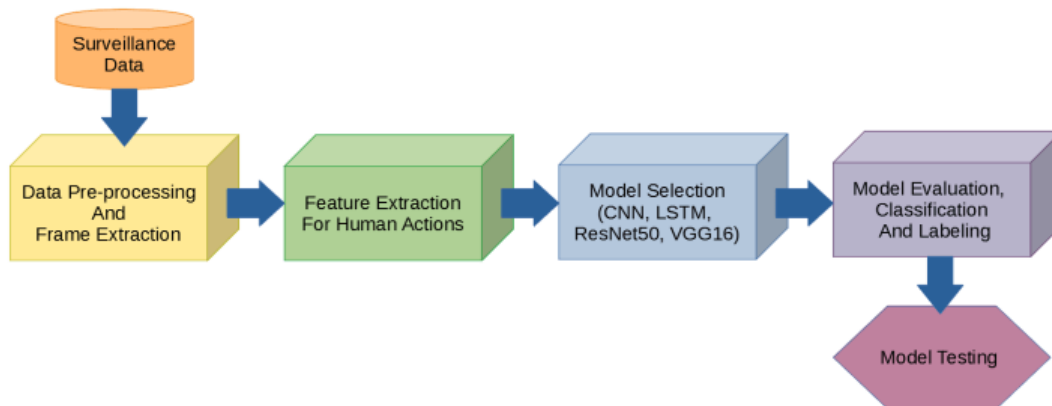 Surveillance
Data
Data Pre-processing
And
Frame Extraction
Feature Extraction
For Human Actions
Model Selection
(CNN, LSTM,
ResNet50, VGG16)
Model Evaluation,
Classification
And Labeling
Model Testing